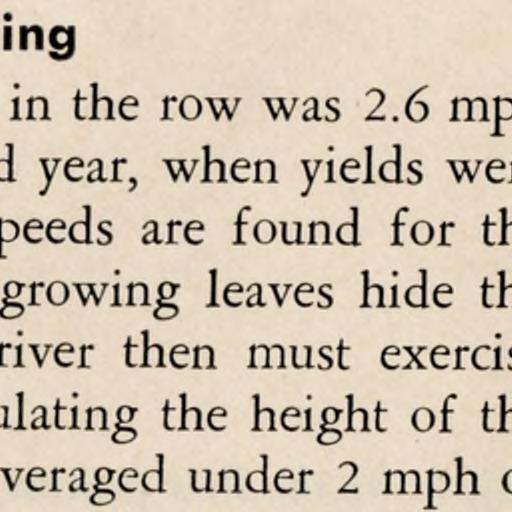 ing
in the row was 2.6 mp
d year, when yields wer
peeds are found for th
growing leaves hide th
river then must exercis
ulating the height of th
veraged under 2 mph o